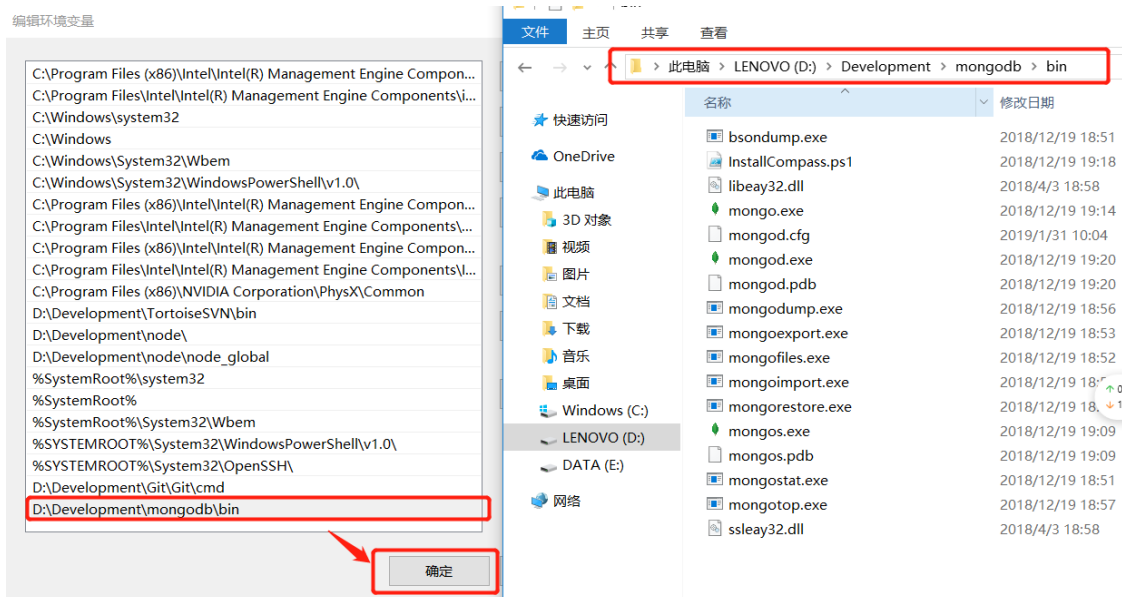 编辑环境变量
C:\Program Files (x86)\Intel\Intel(R) Management Engine Compon...
C:\Program Files\Intel\Intel(R) Management Engine Components\i...
C:\Windows\system32
C:\Windows
C:\Windows\System32\Wbem
C:\Windows\System32\WindowsPowerShell\v1.0\
C:\Program Files (x86)\Intel\Intel(R) Management Engine Compon...
C:\Program Files\Intel\Intel(R) Management Engine Components\...
C:\Program Files (x86)\Intel\Intel(R) Management Engine Compon...
C:\Program Files\Intel\Intel(R) Management Engine Components\I...
C:\Program Files (x86)\NVIDIA Corporation\PhysX\Common
D:\Development\TortoiseSVN\bin
D:\Development\node\
D:\Development\node\node_global
%SystemRoot%\system32
%SystemRoot%
%SystemRoot%\System32\Wbem
%SYSTEMROOT%\System32\WindowsPowerShell\v1.0\
%SYSTEMROOT%\System32\OpenSSH\
D:\Development\Git\Git\cmd
D:\Development\mongodb\bin
确定
文件 主页 共享 查看
此电脑 > LENOVO (D:) > Development > mongodb > bin
快速访问
OneDrive
此电脑
3D 对象
视频
图片
文档
下载
音乐
桌面
Windows (C:)
LENOVO (D:)
DATA (E:)
网络
名称 修改日期
bsondump.exe 2018/12/19 18:51
InstallCompass.ps1 2018/12/19 19:18
libeay32.dll 2018/4/3 18:58
mongo.exe 2018/12/19 19:14
mongod.cfg 2019/1/31 10:04
mongod.exe 2018/12/19 19:20
mongod.pdb 2018/12/19 19:20
mongodump.exe 2018/12/19 18:56
mongoexport.exe 2018/12/19 18:53
mongofiles.exe 2018/12/19 18:52
mongoimport.exe 2018/12/19
mongorestore.exe 2018/12/19
mongos.exe 2018/12/19 19:09
mongos.pdb 2018/12/19 19:09
mongostat.exe 2018/12/19 18:51
mongotop.exe 2018/12/19 18:57
ssleay32.dll 2018/4/3 18:58